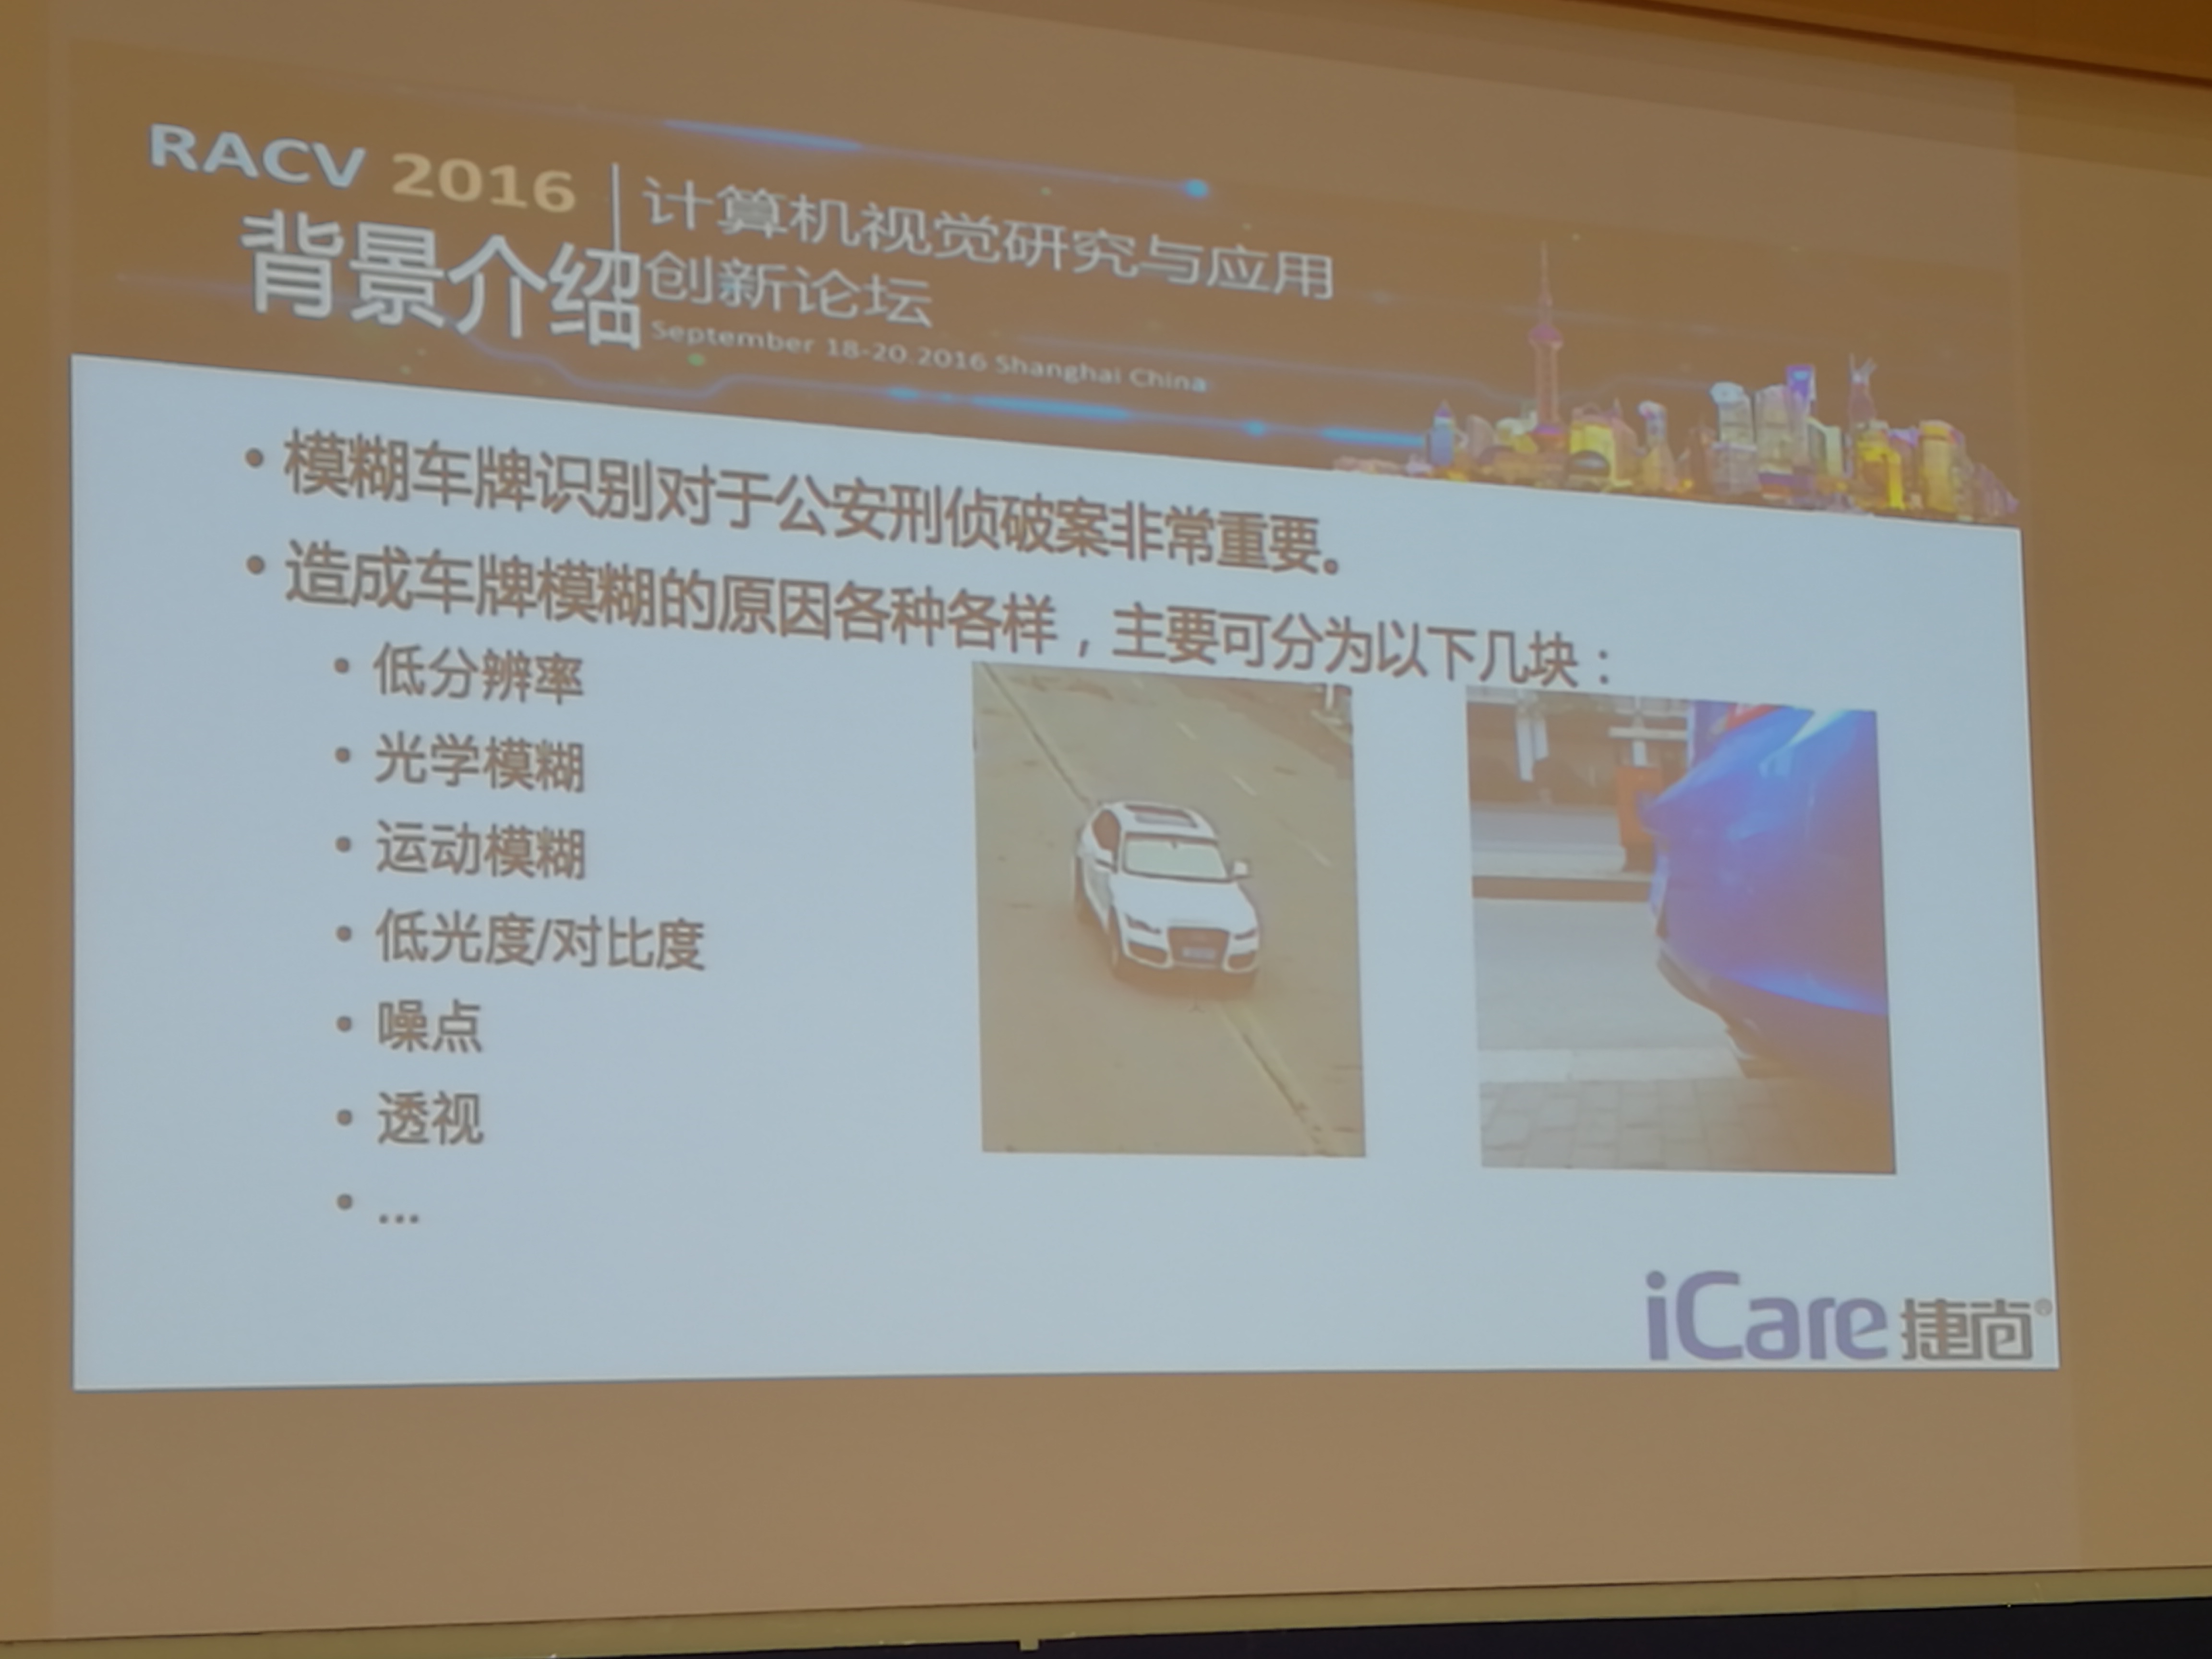 RACV 2016
计算机视觉研究与应用
创新论坛
背景介绍
September 18-20.2016 Shanghai China
• 模糊车牌识别对于公安刑侦破案非常重要。
• 造成车牌模糊的原因各种各样，主要可分为以下几块：
• 低分辨率
• 光学模糊
• 运动模糊
• 低光度/对比度
• 噪点
• 透视
• ...
iCare 捷尚®